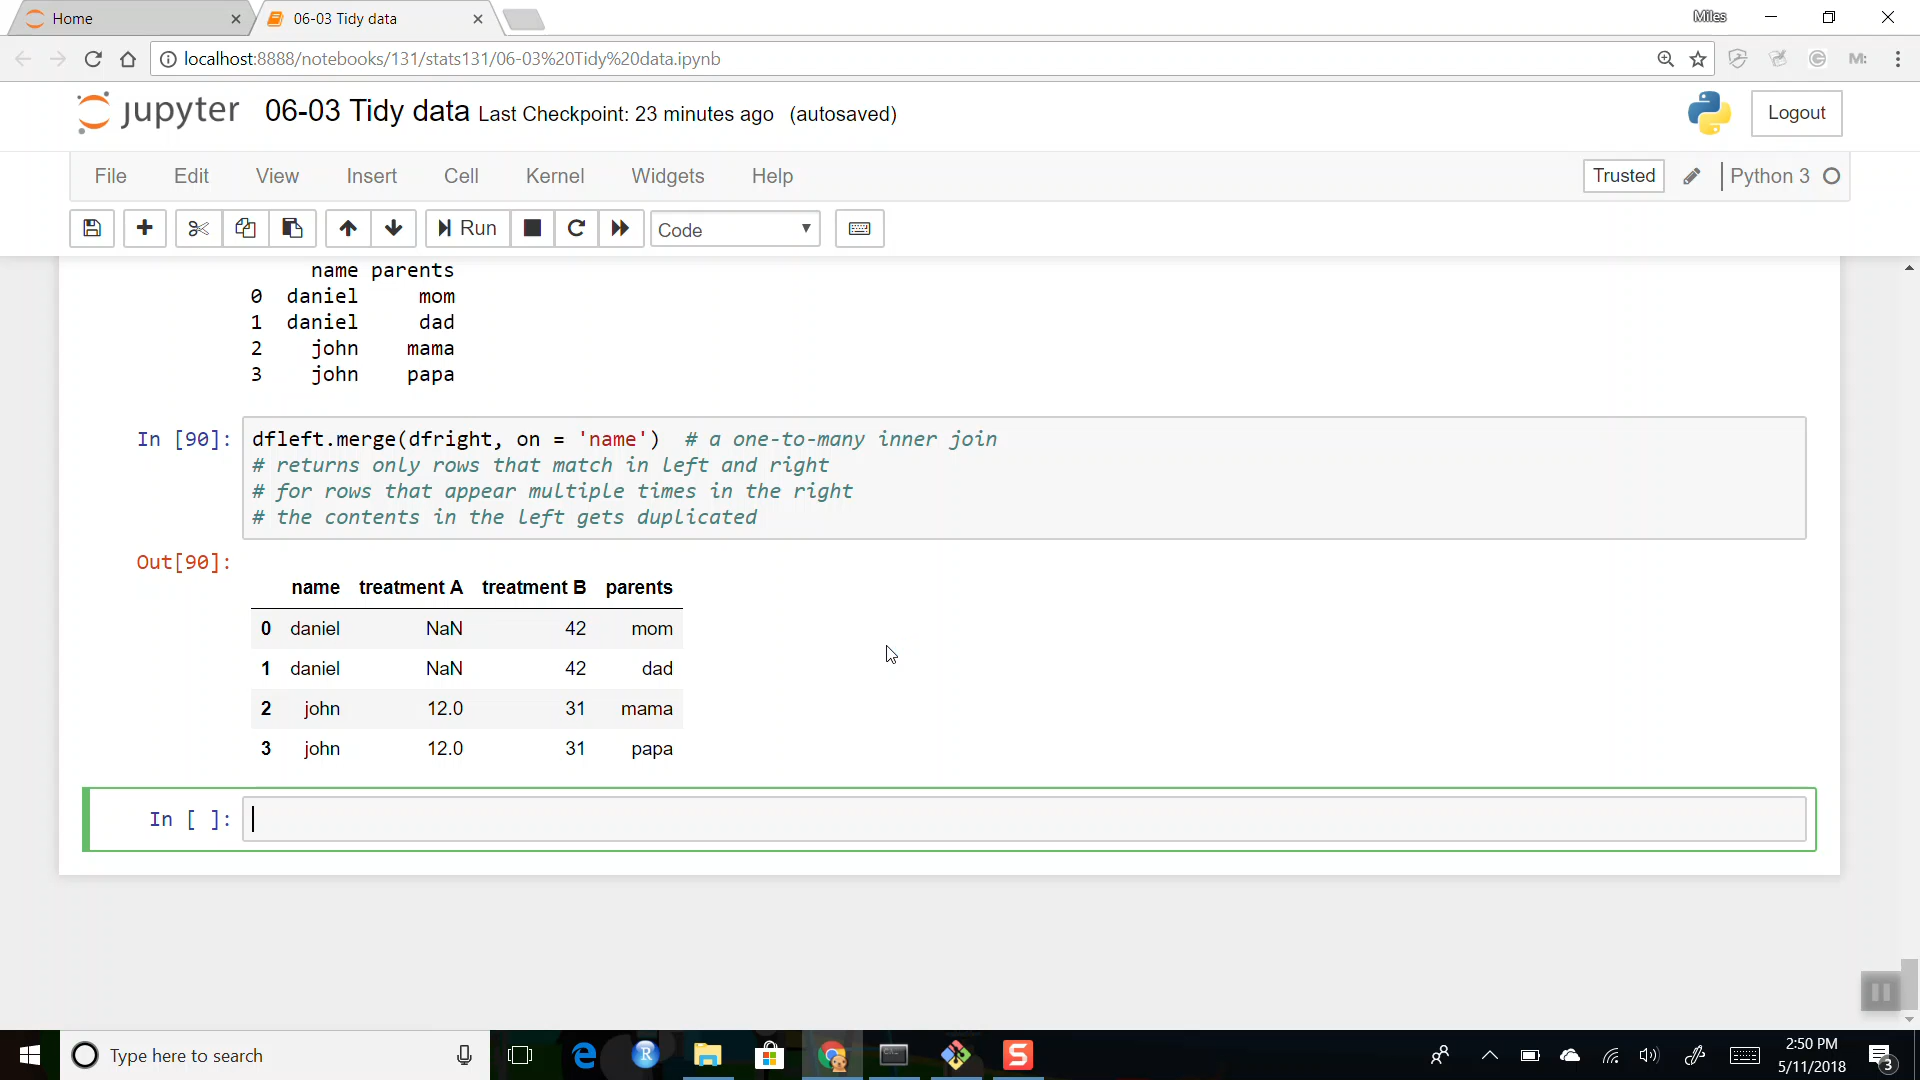 Home
06-03 Tidy data
Miles
localhost:8888/notebooks/131/stats131/06-03%20Tidy%20data.ipynb
M:
jupyter 06-03 Tidy data Last Checkpoint: 23 minutes ago (autosaved)
Logout
File Edit View Insert Cell Kernel Widgets Help
Trusted
Python 3
Run
Code
name parents
0 daniel mom
1 daniel dad
2 john mama
3 john papa
In [90]: dfleft.merge(dfright, on = 'name') # a one-to-many inner join
# returns only rows that match in left and right
# for rows that appear multiple times in the right
# the contents in the left gets duplicated
Out[90]:
name treatment A treatment B parents
0 daniel NaN 42 mom
1 daniel NaN 42 dad
2 john 12.0 31 mama
3 john 12.0 31 papa
In [ ]:
Type here to search
2:50 PM
5/11/2018
3